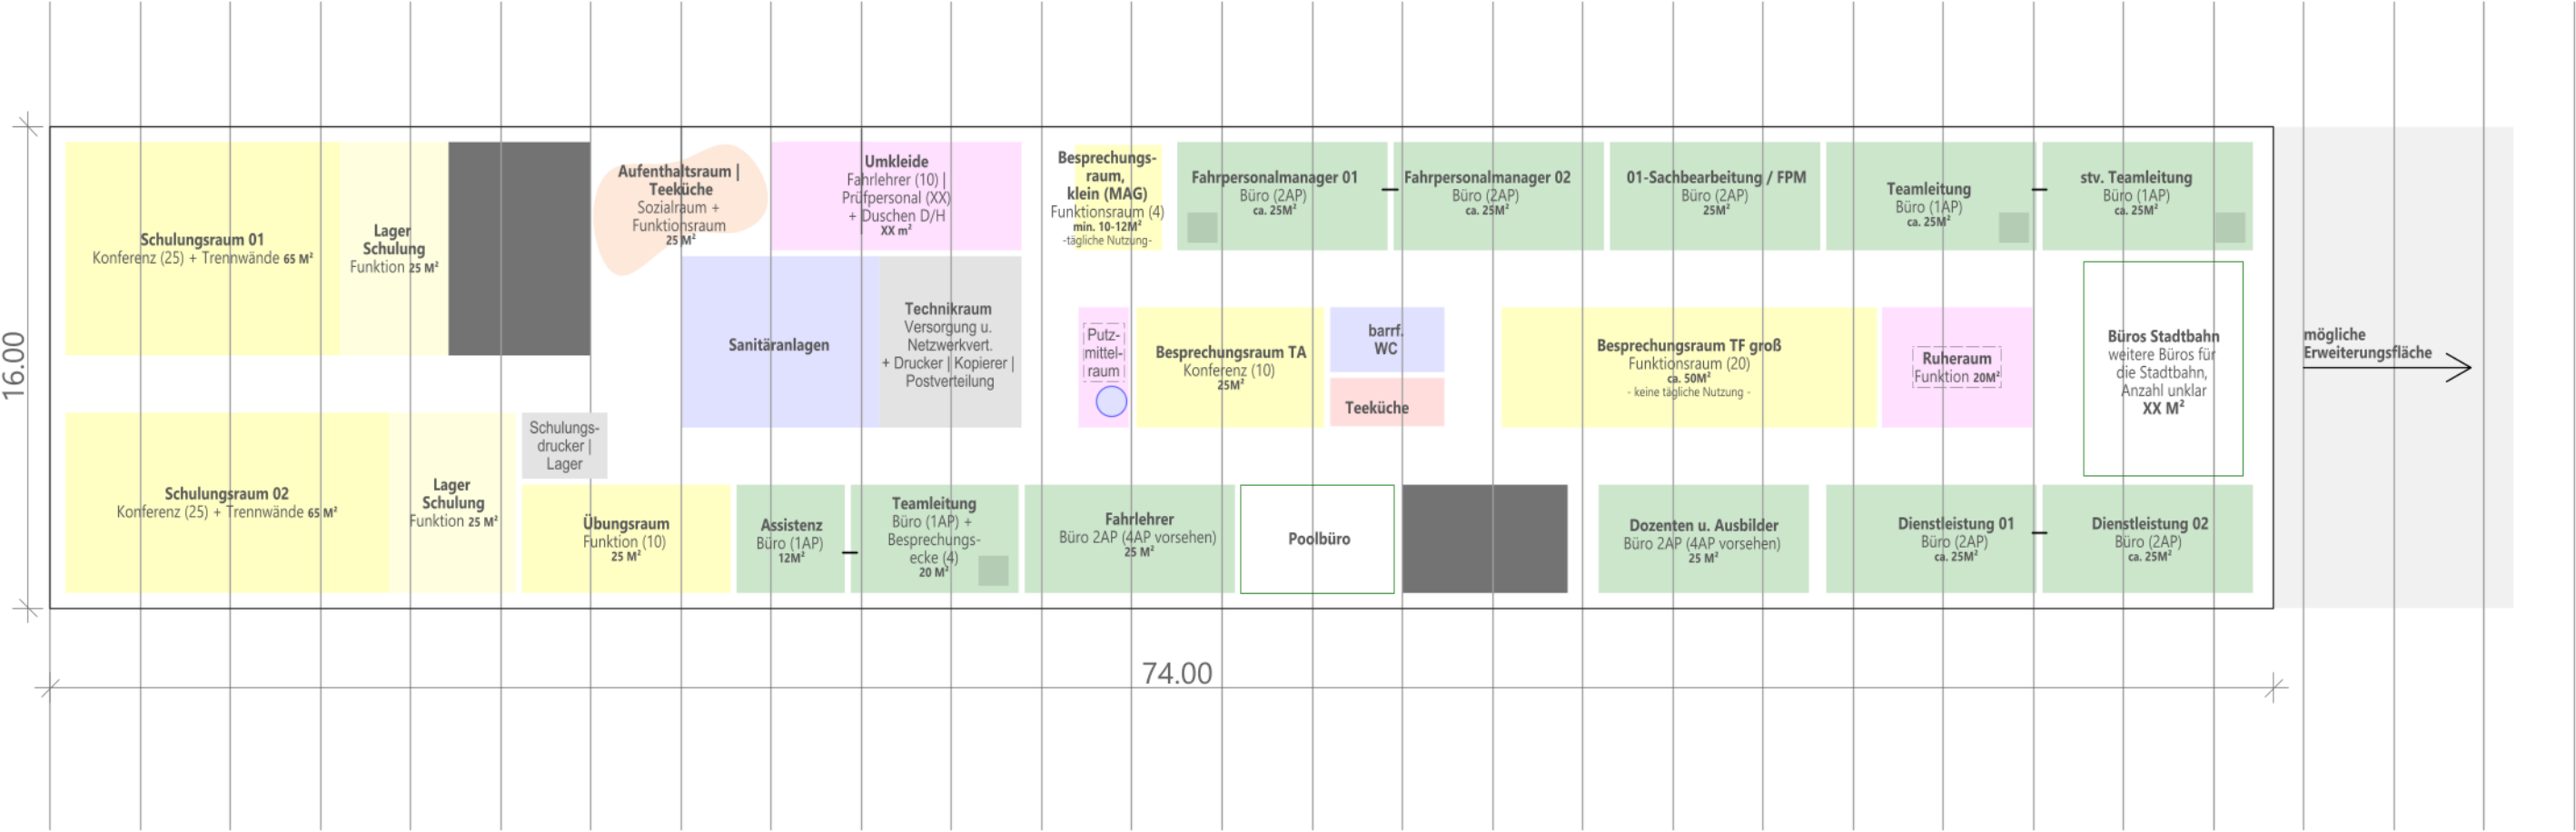 Schulungsraum 01
Konferenz (25) + Trennwände 65 M²
Lager
Schulung
Funktion 25 M²
Aufenthaltsraum |
Teeküche
Sozialraum +
Funktionsraum
25 M²
Umkleide
Fahrlehrer (10) |
Prüfpersonal (XX)
+ Duschen D/H
XX m²
Besprechungs-
raum,
klein (MAG)
Funktionsraum (4)
min. 10-12M²
-tägliche Nutzung-
Fahrpersonalmanager 01
Büro (2AP)
ca. 25M²
Fahrpersonalmanager 02
Büro (2AP)
ca. 25M²
01-Sachbearbeitung / FPM
Büro (2AP)
25M²
Teamleitung
Büro (1AP)
ca. 25M²
stv. Teamleitung
Büro (1AP)
ca. 25M²
16.00
Sanitäranlagen
Technikraum
Versorgung u.
Netzwerkvert.
+ Drucker | Kopierer |
Postverteilung
Putz-
mittel-
raum
Besprechungsraum TA
Konferenz (10)
25M²
barrf.
WC
Teeküche
Besprechungsraum TF groß
Funktionsraum (20)
ca. 50M²
- keine tägliche Nutzung -
Ruheraum
Funktion 20M²
Büros Stadtbahn
weitere Büros für
die Stadtbahn,
Anzahl unklar
XX M²
mögliche
Erweiterungsfläche
Schulungsraum 02
Konferenz (25) + Trennwände 65 M²
Lager
Schulung
Funktion 25 M²
Schulungs-
drucker |
Lager
Übungsraum
Funktion (10)
25 M²
Assistenz
Büro (1AP)
12M²
Teamleitung
Büro (1AP) +
Besprechungs-
ecke (4)
20 M²
Fahrlehrer
Büro 2AP (4AP vorsehen)
25 M²
Poolbüro
Dozenten u. Ausbilder
Büro 2AP (4AP vorsehen)
25 M²
Dienstleistung 01
Büro (2AP)
ca. 25M²
Dienstleistung 02
Büro (2AP)
ca. 25M²
74.00